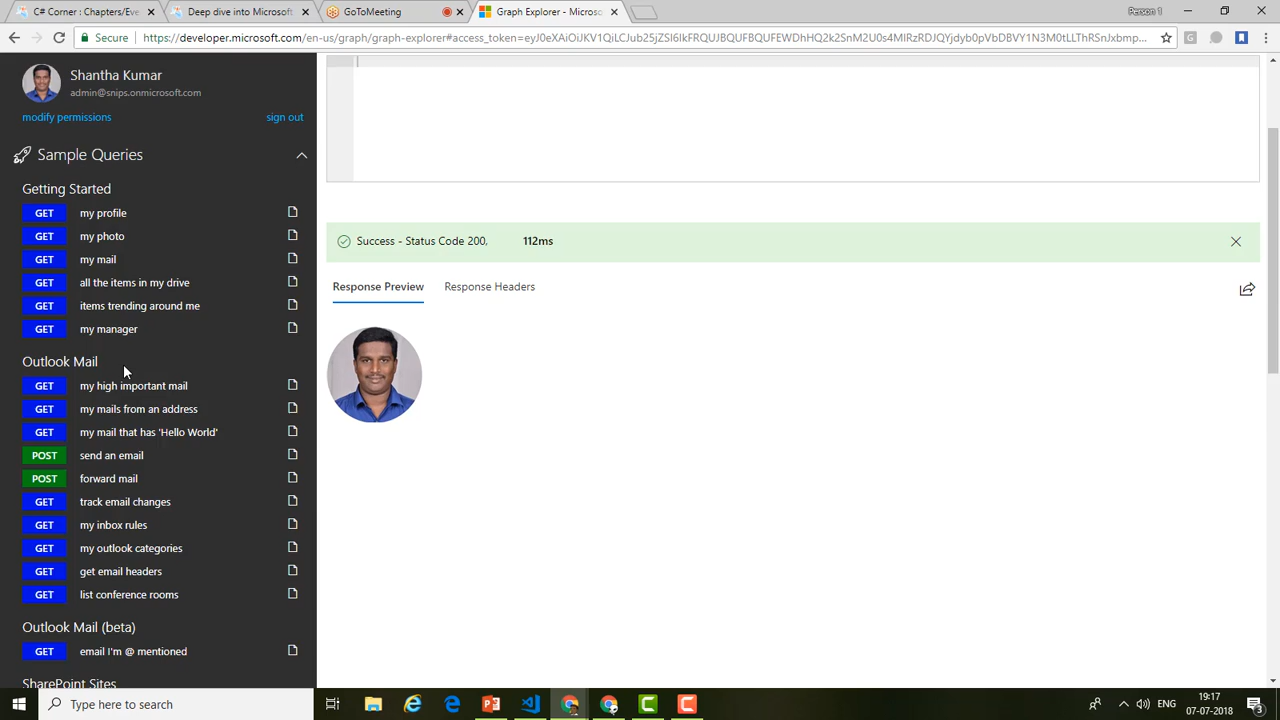 C# Corner : Chapters/Eve
Deep dive into Microsoft
GoToMeeting
Graph Explorer - Microso
Person 1
Secure
https://developer.microsoft.com/en-us/graph/graph-explorer#access_token=
Shantha Kumar
admin@snips.onmicrosoft.com
modify permissions
sign out
Sample Queries
Getting Started
GET my profile
GET my photo
GET my mail
GET all the items in my drive
GET items trending around me
GET my manager
Outlook Mail
GET my high important mail
GET my mails from an address
GET my mail that has 'Hello World'
POST send an email
POST forward mail
GET track email changes
GET my inbox rules
GET my outlook categories
GET get email headers
GET list conference rooms
Outlook Mail (beta)
GET email I'm @ mentioned
SharePoint Sites
Success - Status Code 200, 112ms
Response Preview
Response Headers
Type here to search
ENG
19:17
07-07-2018
3